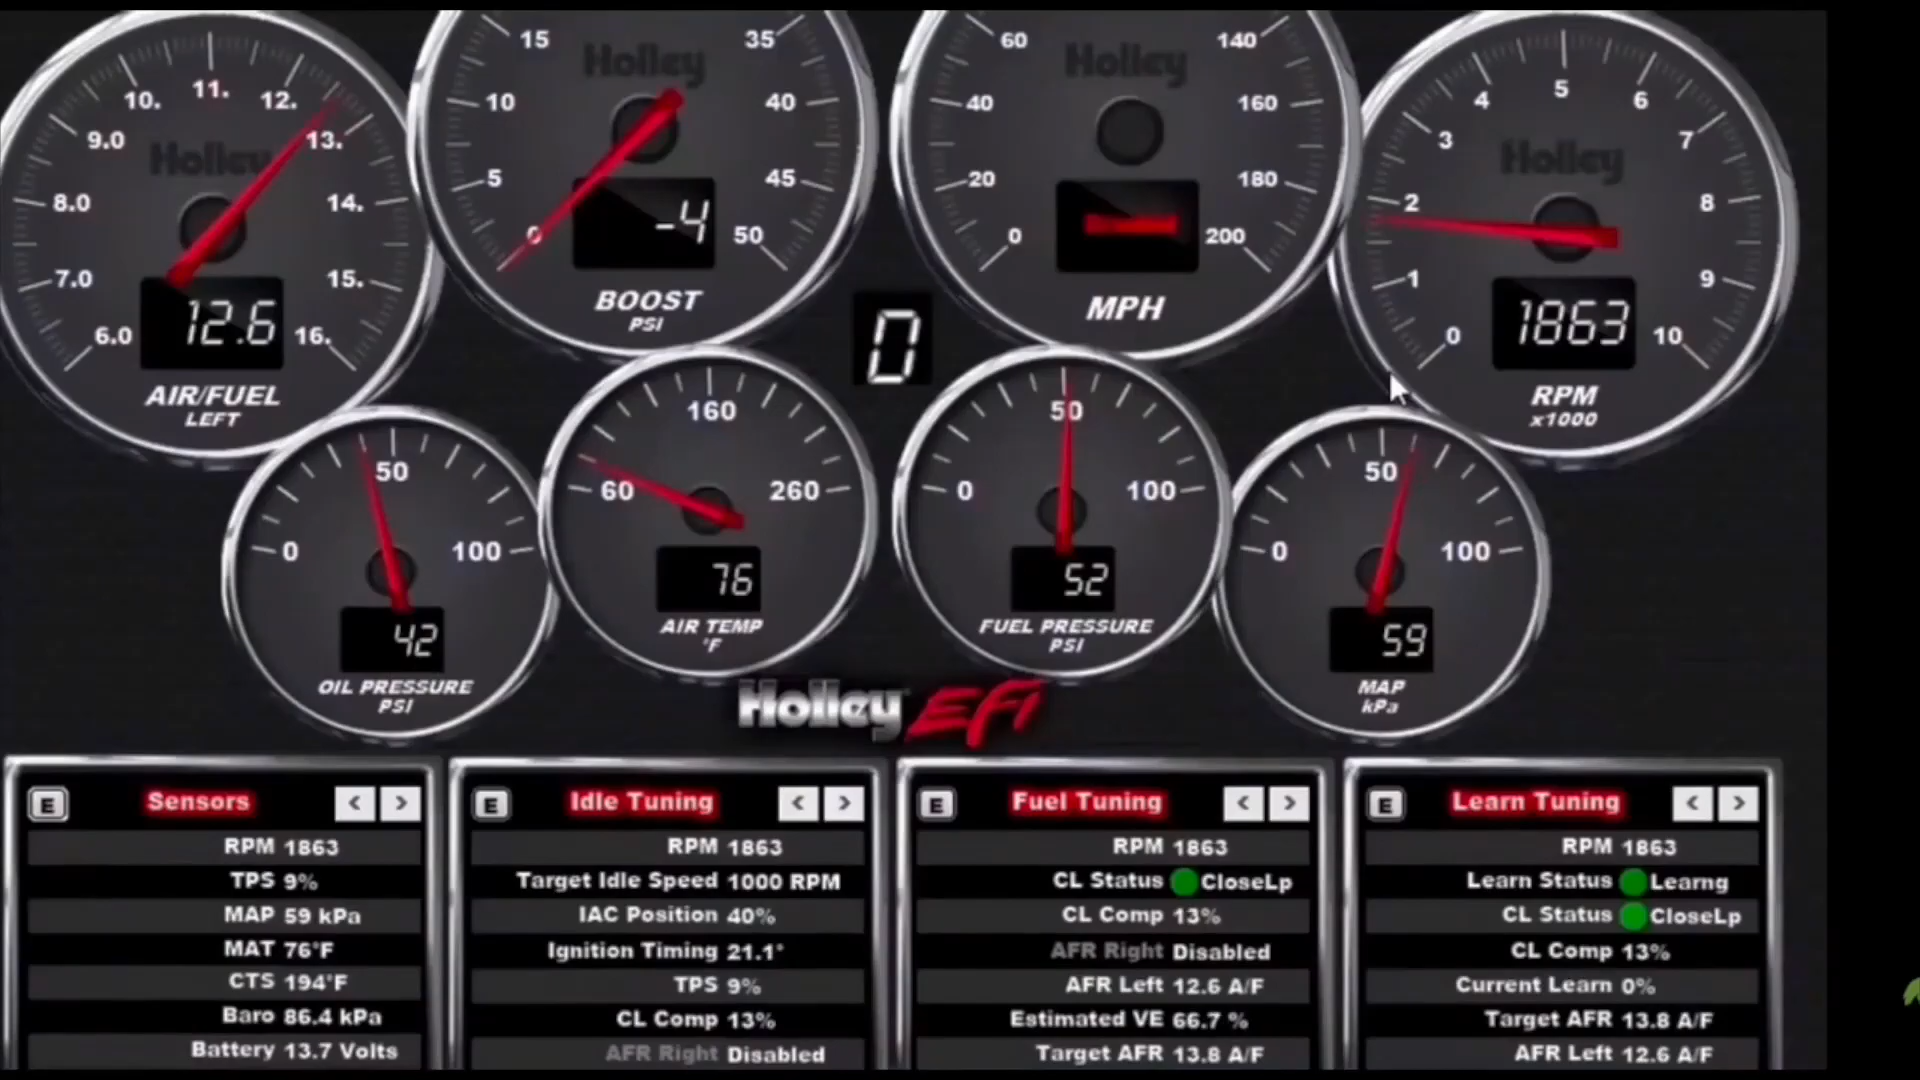 10. 11. 12.
9.0 13.
Holley
8.0 14.
7.0 15.
6.0 12.6 16.
AIR/FUEL
LEFT
15 35
Holley
10 40
5 45
0 -4 50
BOOST
PSI
60 140
Holley
40 160
20 180
0 200
MPH
4 5 6
3 7
Holley
2 8
1 9
0 1863 10
RPM
x1000
0
50
0 100
42
OIL PRESSURE
PSI
160
60 260
76
AIR TEMP
°F
50
0 100
52
FUEL PRESSURE
PSI
50
0 100
59
MAP
kPa
Holley EFI
E Sensors < >
RPM 1863
TPS 9%
MAP 59 kPa
MAT 76°F
CTS 194°F
Baro 86.4 kPa
Battery 13.7 Volts
E Idle Tuning < >
RPM 1863
Target Idle Speed 1000 RPM
IAC Position 40%
Ignition Timing 21.1°
TPS 9%
CL Comp 13%
AFR Right Disabled
E Fuel Tuning < >
RPM 1863
CL Status CloseLp
CL Comp 13%
AFR Right Disabled
AFR Left 12.6 A/F
Estimated VE 66.7 %
Target AFR 13.8 A/F
E Learn Tuning < >
RPM 1863
Learn Status Learng
CL Status CloseLp
CL Comp 13%
Current Learn 0%
Target AFR 13.8 A/F
AFR Left 12.6 A/F